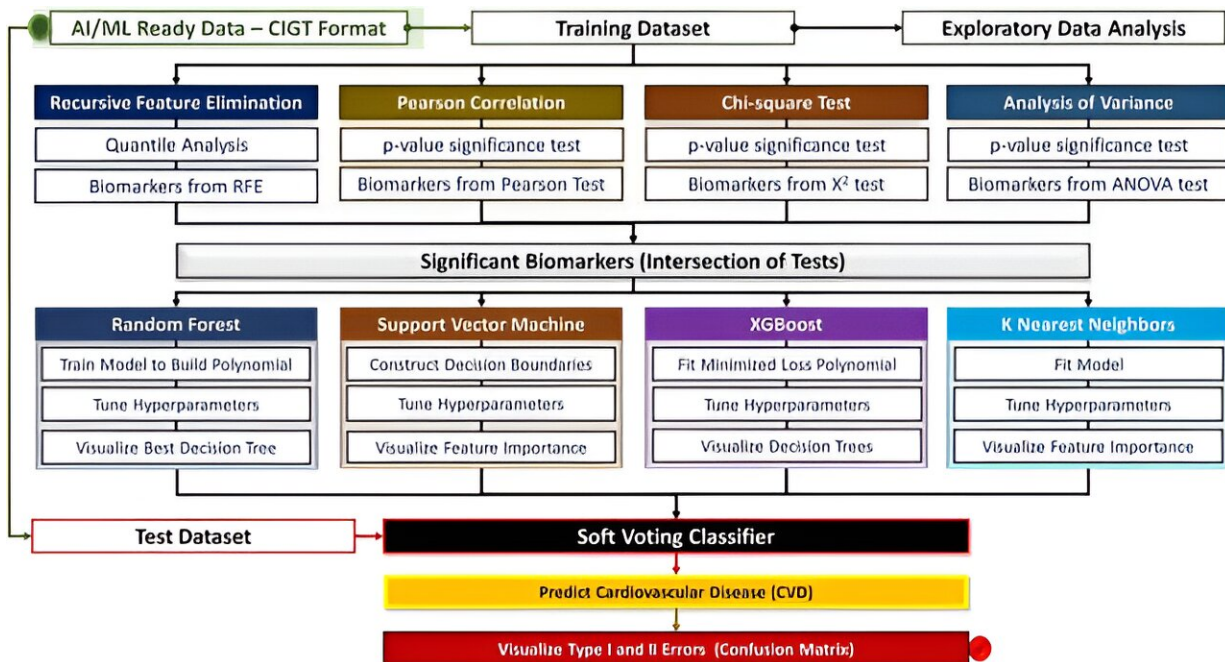 AI/ML Ready Data – CIGT Format
Training Dataset
Exploratory Data Analysis
Recursive Feature Elimination
Pearson Correlation
Chi-square Test
Analysis of Variance
Quantile Analysis
p-value significance test
p-value significance test
p-value significance test
Biomarkers from RFE
Biomarkers from Pearson Test
Biomarkers from X² test
Biomarkers from ANOVA test
Significant Biomarkers (Intersection of Tests)
Random Forest
Support Vector Machine
XGBoost
K Nearest Neighbors
Train Model to Build Polynomial
Construct Decision Boundaries
Fit Minimized Loss Polynomial
Fit Model
Tune Hyperparameters
Tune Hyperparameters
Tune Hyperparameters
Tune Hyperparameters
Visualize Best Decision Tree
Visualize Feature Importance
Visualize Decision Trees
Visualize Feature Importance
Test Dataset
Soft Voting Classifier
Predict Cardiovascular Disease (CVD)
Visualize Type I and II Errors (Confusion Matrix)